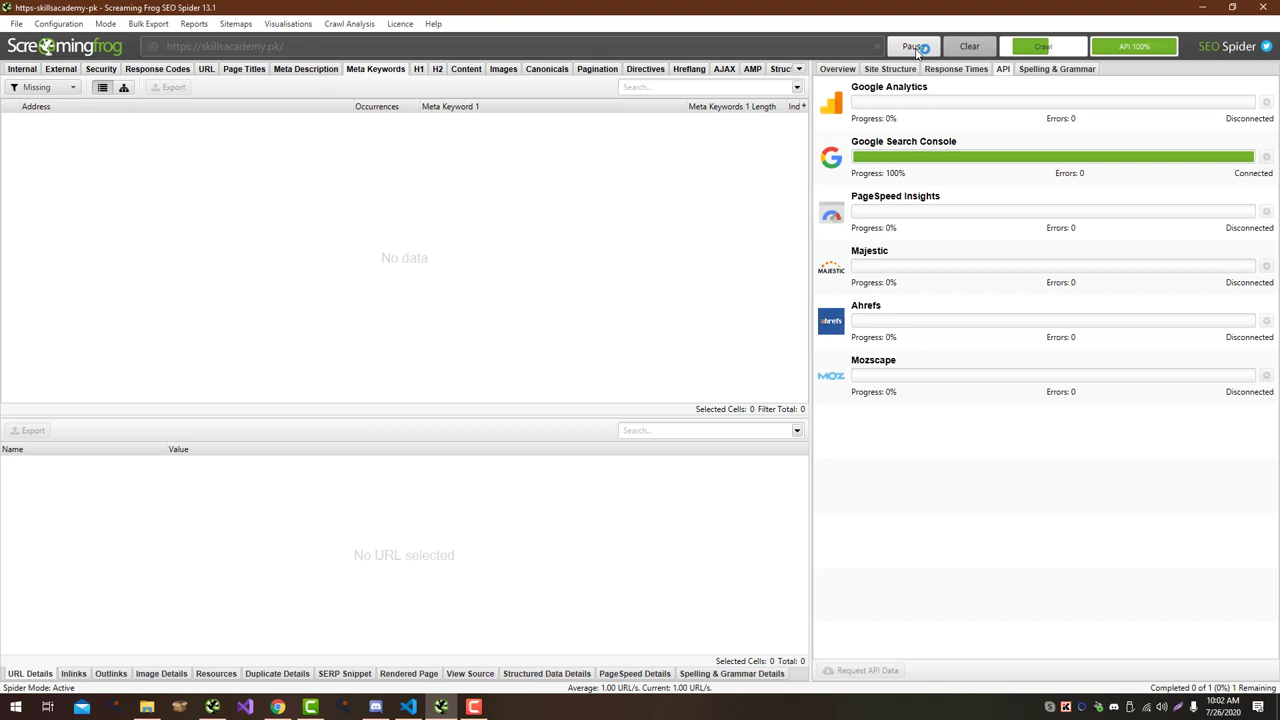 https-skillsacademy-pk - Screaming Frog SEO Spider 13.1
File Configuration Mode Bulk Export Reports Sitemaps Visualisations Crawl Analysis Licence Help
Screamingfrog https://skillsacademy.pk/ Clear Crawl API 100% SEO Spider
Internal External Security Response Codes URL Page Titles Meta Description Meta Keywords H1 H2 Content Images Canonicals Pagination Directives Hreflang AJAX AMP Struc
Overview Site Structure Response Times API Spelling & Grammar
Missing Export Search...
Address Occurrences Meta Keyword 1 Meta Keywords 1 Length Ind
No data
Selected Cells: 0 Filter Total: 0
Export Search...
Name Value
No URL selected
Selected Cells: 0 Total: 0
URL Details Inlinks Outlinks Image Details Resources Duplicate Details SERP Snippet Rendered Page View Source Structured Data Details PageSpeed Details Spelling & Grammar Details
Google Analytics
Progress: 0% Errors: 0 Disconnected
Google Search Console
Progress: 100% Errors: 0 Connected
PageSpeed Insights
Progress: 0% Errors: 0 Disconnected
MAJESTIC
Majestic
Progress: 0% Errors: 0 Disconnected
ahrefs
Ahrefs
Progress: 0% Errors: 0 Disconnected
MOZ
Mozscape
Progress: 0% Errors: 0 Disconnected
Request API Data
Spider Mode: Active Average: 1.00 URL/s. Current: 1.00 URL/s. Completed 0 of 1 (0%) 1 Remaining
10:02 AM
7/26/2020